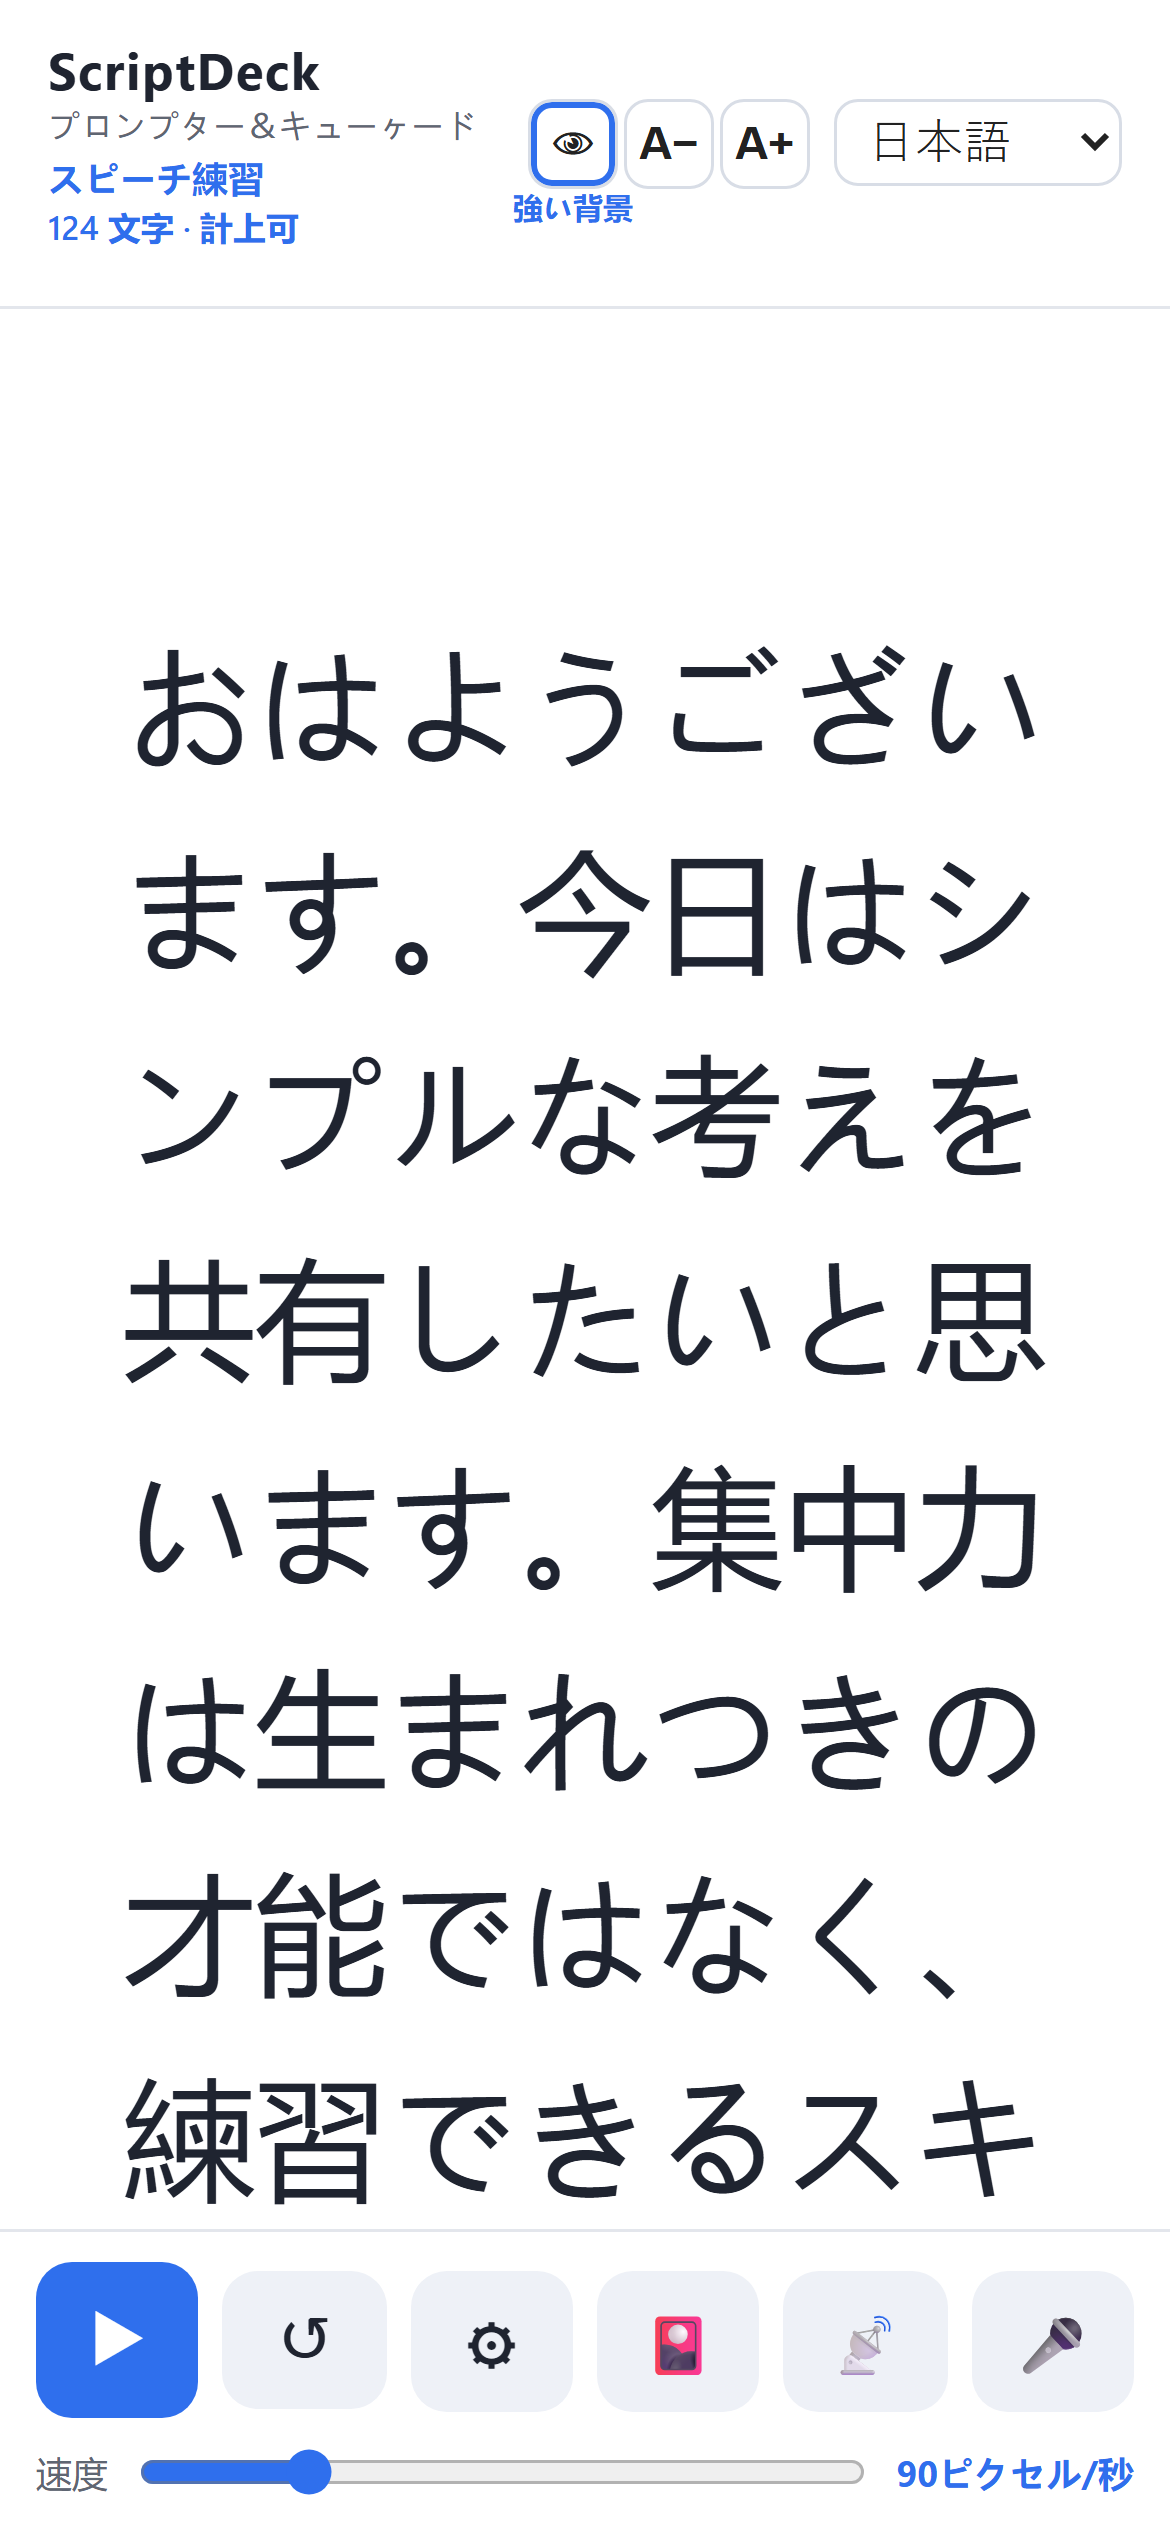 ScriptDeck
プロンプター＆キューヶード
スピーチ練習
124 文字 · 計上可
A−
A+
日本語
強い背景
おはようござい
ます。今日はシ
ンプルな考えを
共有したいと思
います。集中力
は生まれつきの
才能ではなく、
練習できるスキ
速度
90ピクセル/秒